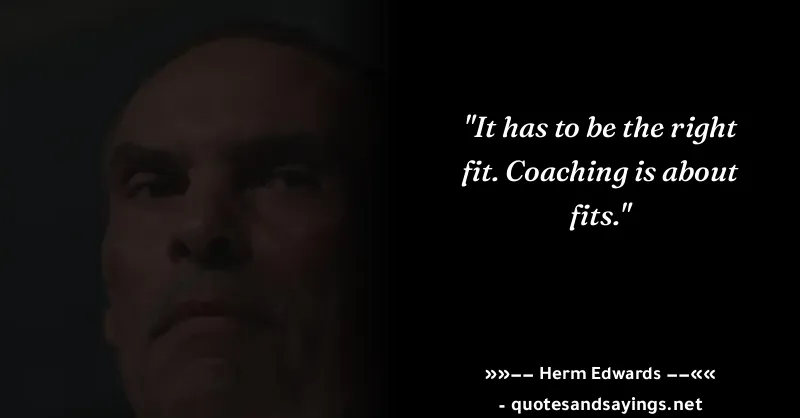 "It has to be the right
fit. Coaching is about
fits."
»»–– Herm Edwards ––««
- quotesandsayings.net